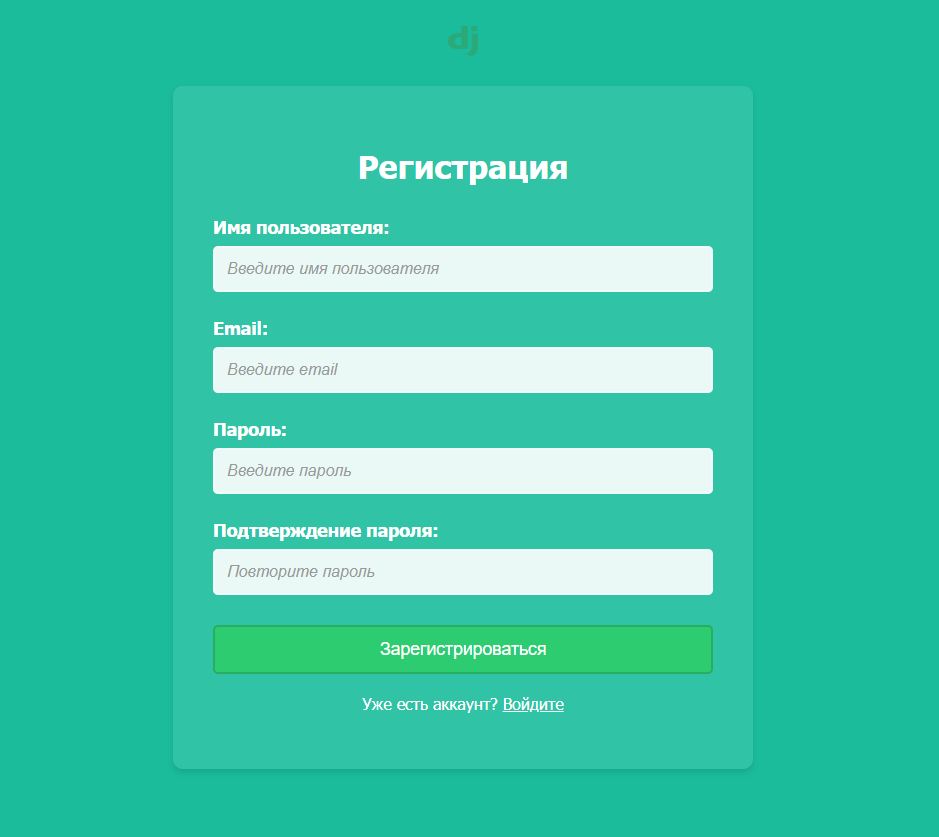 dj
Регистрация
Имя пользователя:
Введите имя пользователя
Email:
Введите email
Пароль:
Введите пароль
Подтверждение пароля:
Повторите пароль
Зарегистрироваться
Уже есть аккаунт? Войдите